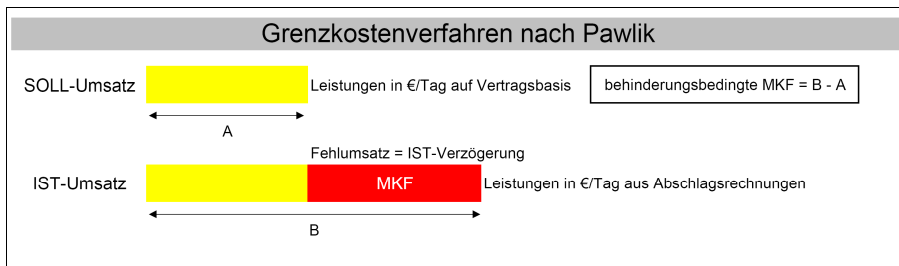 Grenzkostenverfahren nach Pawlik
SOLL-Umsatz
Leistungen in €/Tag auf Vertragsbasis
behinderungsbedingte MKF = B - A
A
Fehlumsatz = IST-Verzögerung
IST-Umsatz
MKF
Leistungen in €/Tag aus Abschlagsrechnungen
B